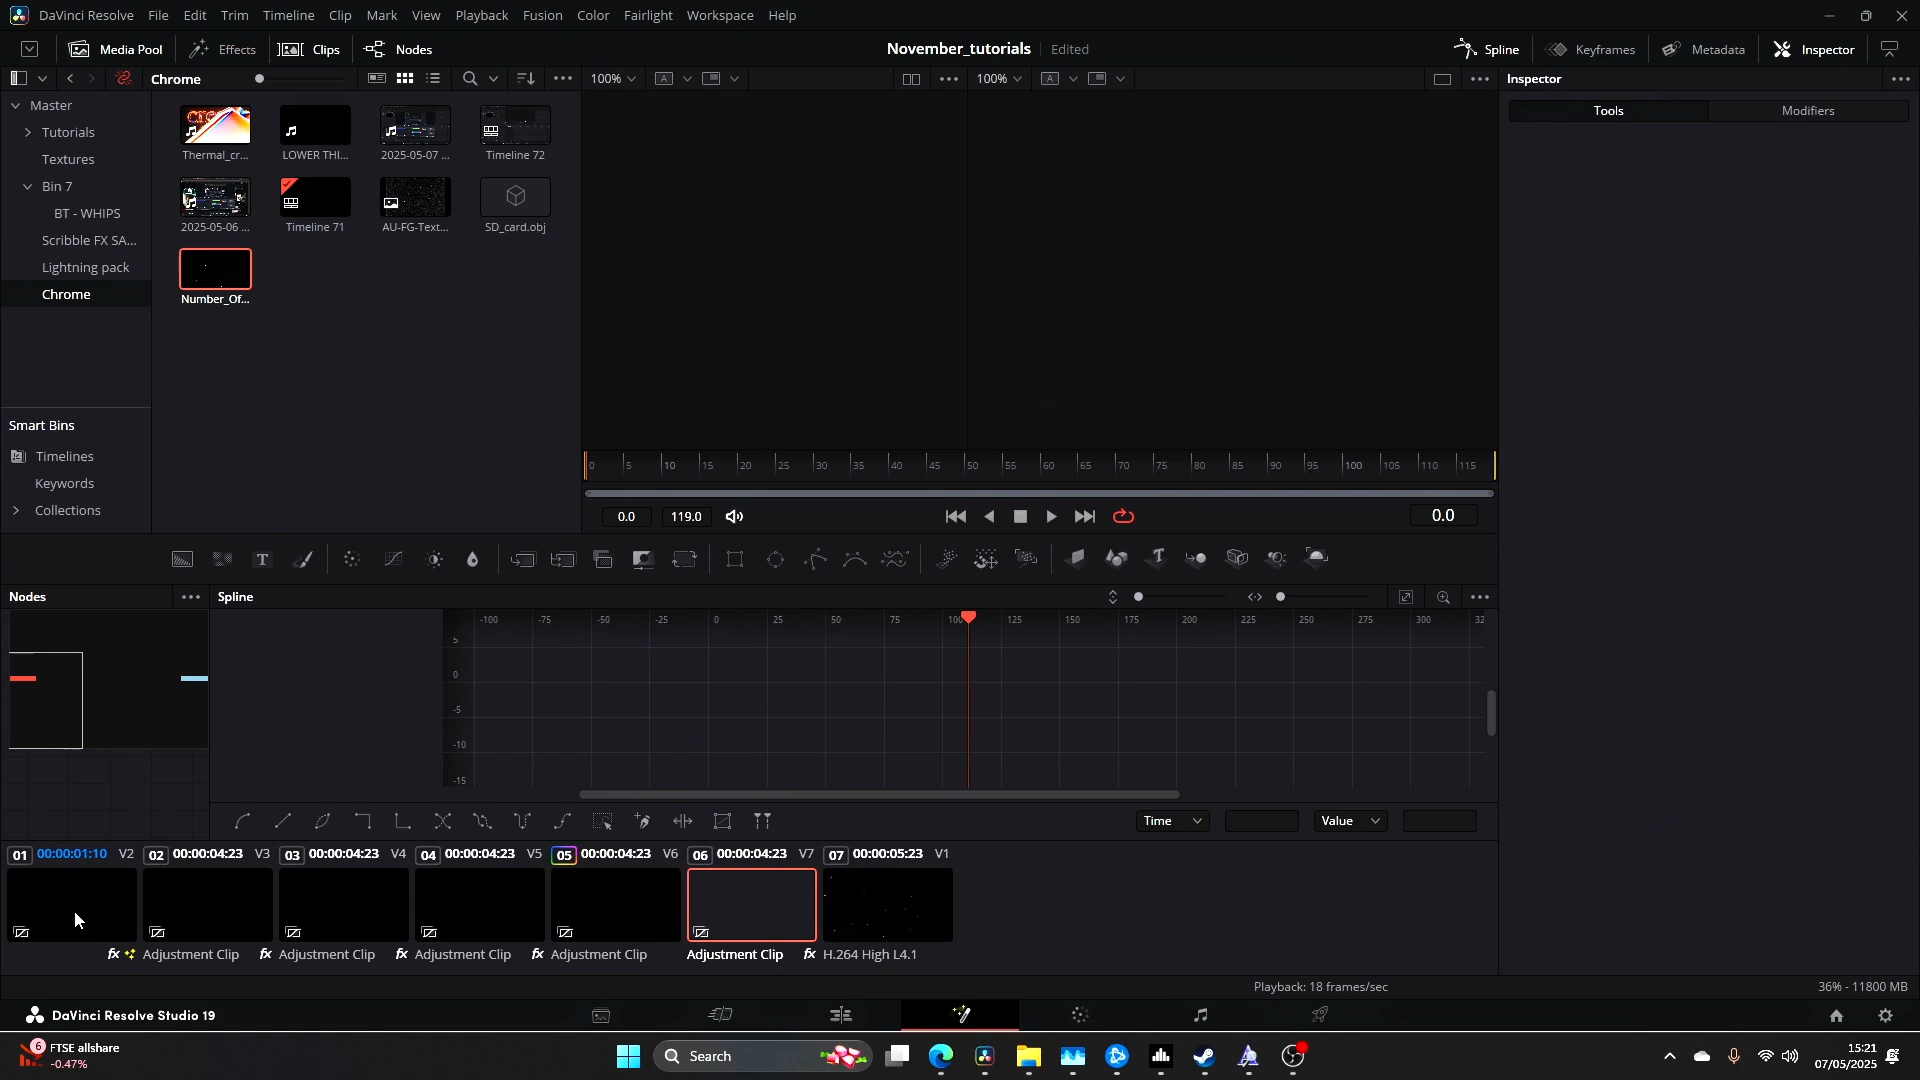 DaVinci Resolve File Edit Trim Timeline Clip Mark View Playback Fusion Color Fairlight Workspace Help
Media Pool Effects Clips Nodes November_tutorials Edited Spline Keyframes Metadata Inspector
Chrome 100% A 100% A Inspector
Master
Tools Modifiers
Tutorials
Textures
Bin 7
BT - WHIPS
Scribble FX SA...
Lightning pack
Chrome
Thermal_cr... LOWER THI... 2025-05-07 ... Timeline 72
2025-05-06 ... Timeline 71 AU-FG-Text... SD_card.obj
Number_Of...
Smart Bins
Timelines
Keywords
Collections
0 5 10 15 20 25 30 35 40 45 50 55 60 65 70 75 80 85 90 95 100 105 110 115
0.0 119.0 0.0
T T
Nodes Spline
-100 -75 -50 -25 0 25 50 75 100 125 150 175 200 225 250 275 300 32
5
0
-5
-10
-15
Time Value
01 00:00:01:10 V2 02 00:00:04:23 V3 03 00:00:04:23 V4 04 00:00:04:23 V5 05 00:00:04:23 V6 06 00:00:04:23 V7 07 00:00:05:23 V1
fx Adjustment Clip fx Adjustment Clip fx Adjustment Clip fx Adjustment Clip Adjustment Clip fx H.264 High L4.1
Playback: 18 frames/sec 36% - 11800 MB
DaVinci Resolve Studio 19
6 FTSE allshare
-0.47%
Search
15:21
07/05/2025